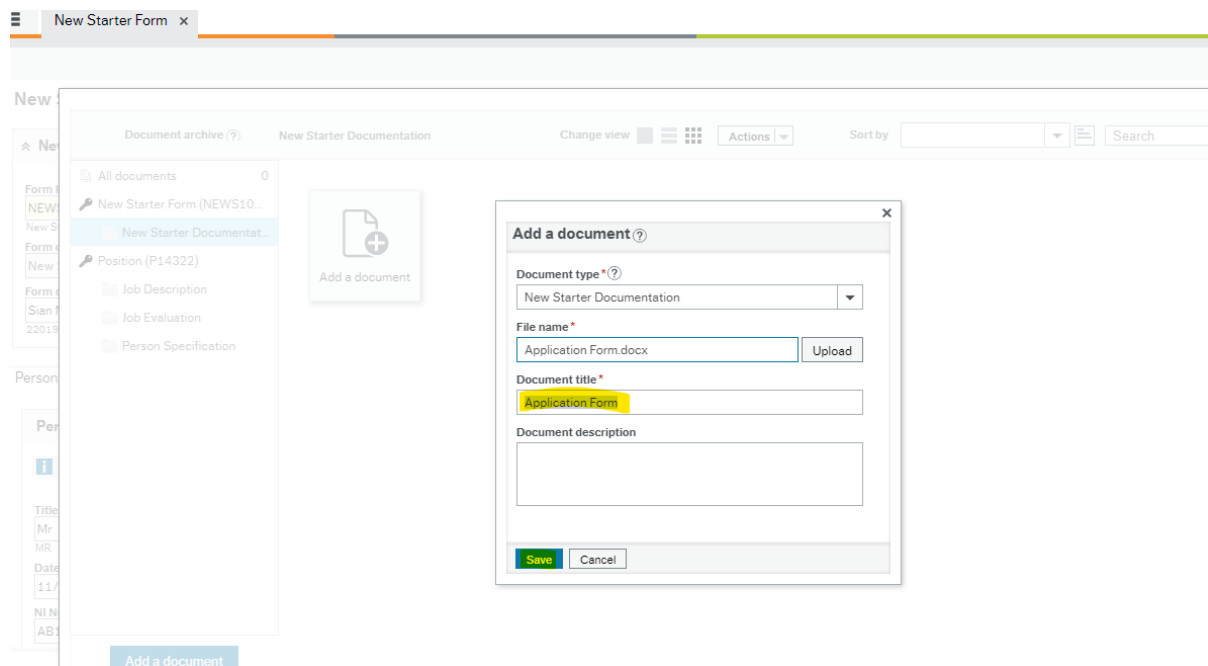 New Starter Form ×
New S
Document archive (?)
New Starter Documentation
Change view
Actions
Sort by
Search
New
All documents 0
Form
New Starter Form (NEWS10...
NEWS
New S
New Starter Documentat...
Form
New
Position (P14322)
Form
Job Description
Sian
22019
Job Evaluation
Person Specification
Person
Per
i
Title
Mr
MR
Date
11/
NI N
AB1
Add a document
Add a document
×
Add a document ?
Document type * ?
New Starter Documentation
File name *
Application Form.docx
Upload
Document title *
Application Form
Document description
Save
Cancel